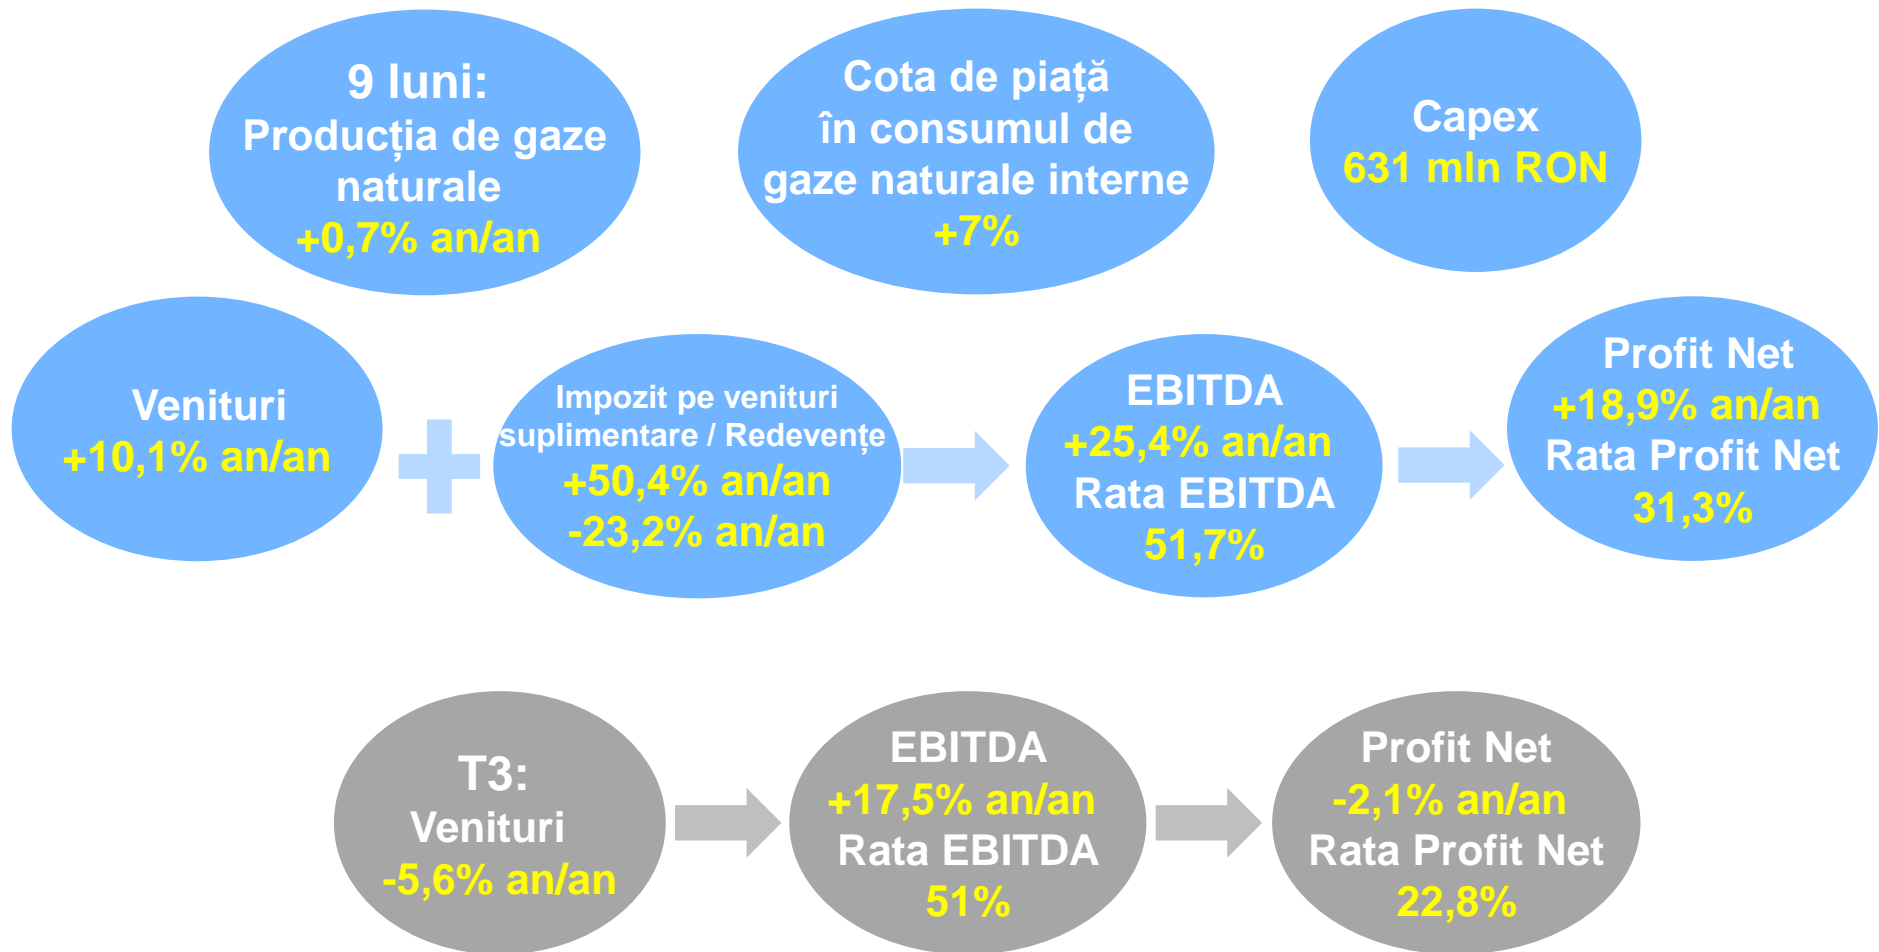 9 luni:
Producția de gaze
naturale
+0,7% an/an
Cota de piață
în consumul de
gaze naturale interne
+7%
Capex
631 mln RON
Venituri
+10,1% an/an
Impozit pe venituri
suplimentare / Redevențe
+50,4% an/an
-23,2% an/an
EBITDA
+25,4% an/an
Rata EBITDA
51,7%
Profit Net
+18,9% an/an
Rata Profit Net
31,3%
T3:
Venituri
-5,6% an/an
EBITDA
+17,5% an/an
Rata EBITDA
51%
Profit Net
-2,1% an/an
Rata Profit Net
22,8%